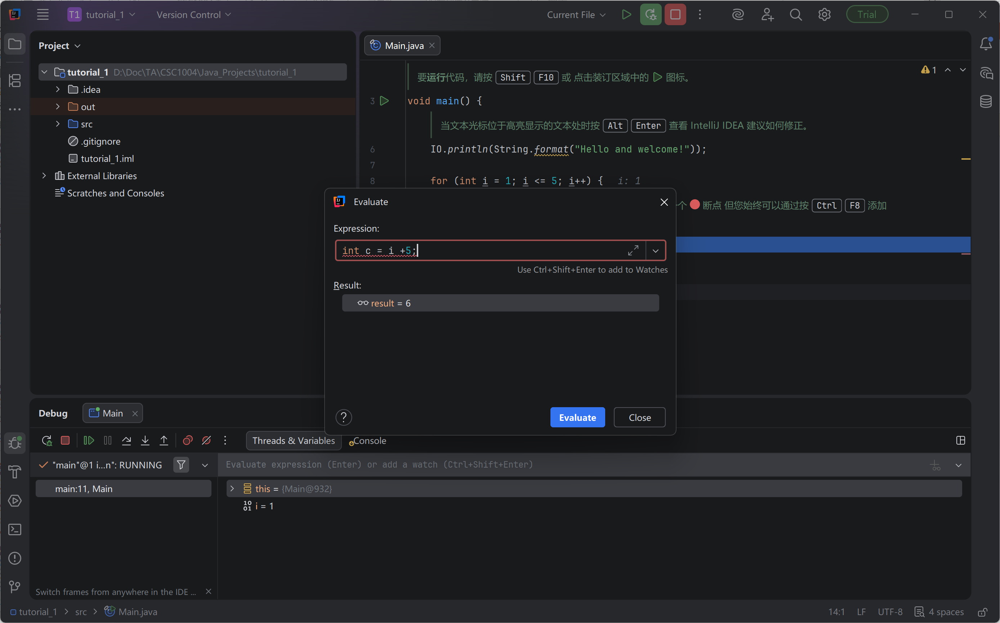 T1 tutorial_1 Version Control Current File Trial
Project
Main.java
tutorial_1 D:\Doc\TA\CSC1004\Java_Projects\tutorial_1
.idea
out
src
.gitignore
tutorial_1.iml
External Libraries
Scratches and Consoles
要运行代码，请按 Shift F10 或 点击装订区域中的 图标。
1
3 void main() {
当文本光标位于高亮显示的文本处时按 Alt Enter 查看 IntelliJ IDEA 建议如何修正。
6 IO.println(String.format("Hello and welcome!"));
7
8 for (int i = 1; i <= 5; i++) { i: 1
个 断点 但您始终可以通过按 Ctrl F8 添加
Evaluate
Expression:
int c = i +5;
Use Ctrl+Shift+Enter to add to Watches
Result:
result = 6
? Evaluate Close
Debug Main
Threads & Variables Console
"main"@1 i...n": RUNNING
Evaluate expression (Enter) or add a watch (Ctrl+Shift+Enter)
main:11, Main
this = {Main@932}
i = 1
Switch frames from anywhere in the IDE ...
tutorial_1 > src > Main.java 14:1 LF UTF-8 4 spaces